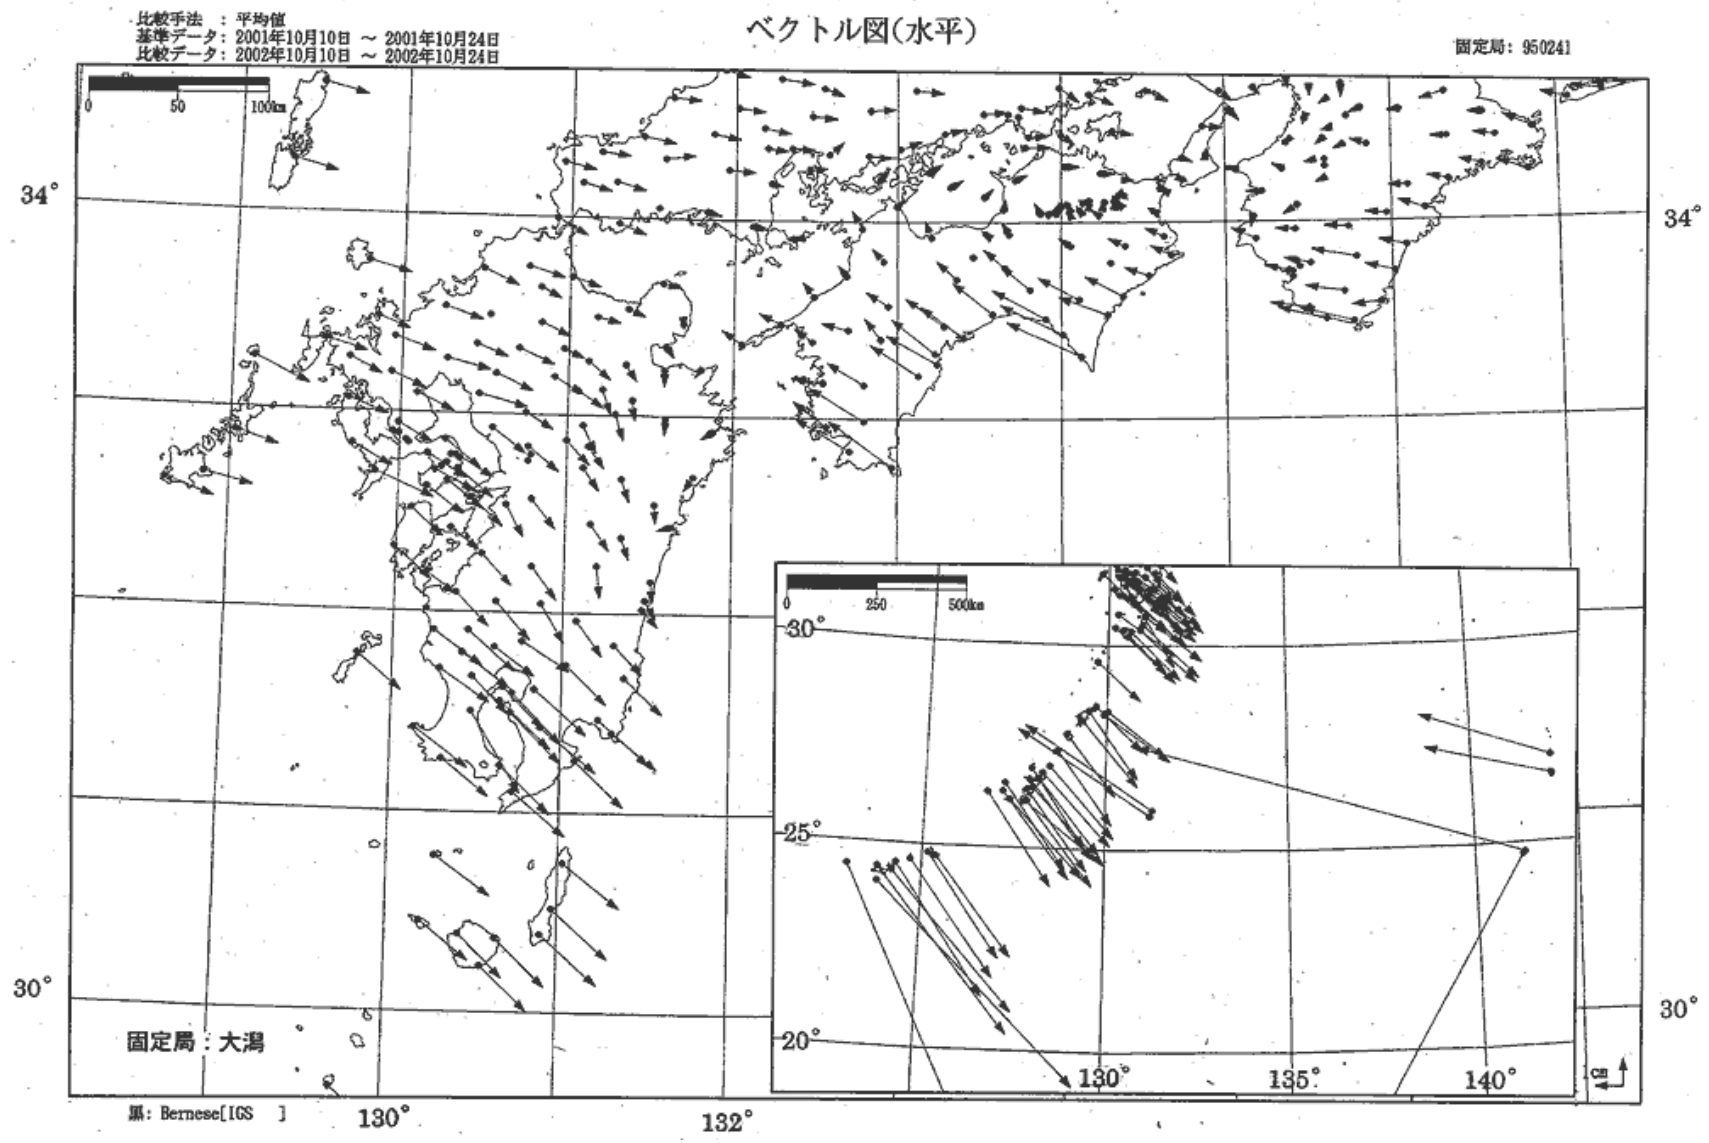 比較手法 : 平均値
基準データ: 2001年10月10日 ～ 2001年10月24日
比較データ: 2002年10月10日 ～ 2002年10月24日
ベクトル図(水平)
固定局: 950241
0 50 100km
34°
34°
0 250 500km
30°
25°
20°
130° 135° 140°
1cm
30°
30°
固定局：大潟
黒: Bernese[IGS ]
130°
132°